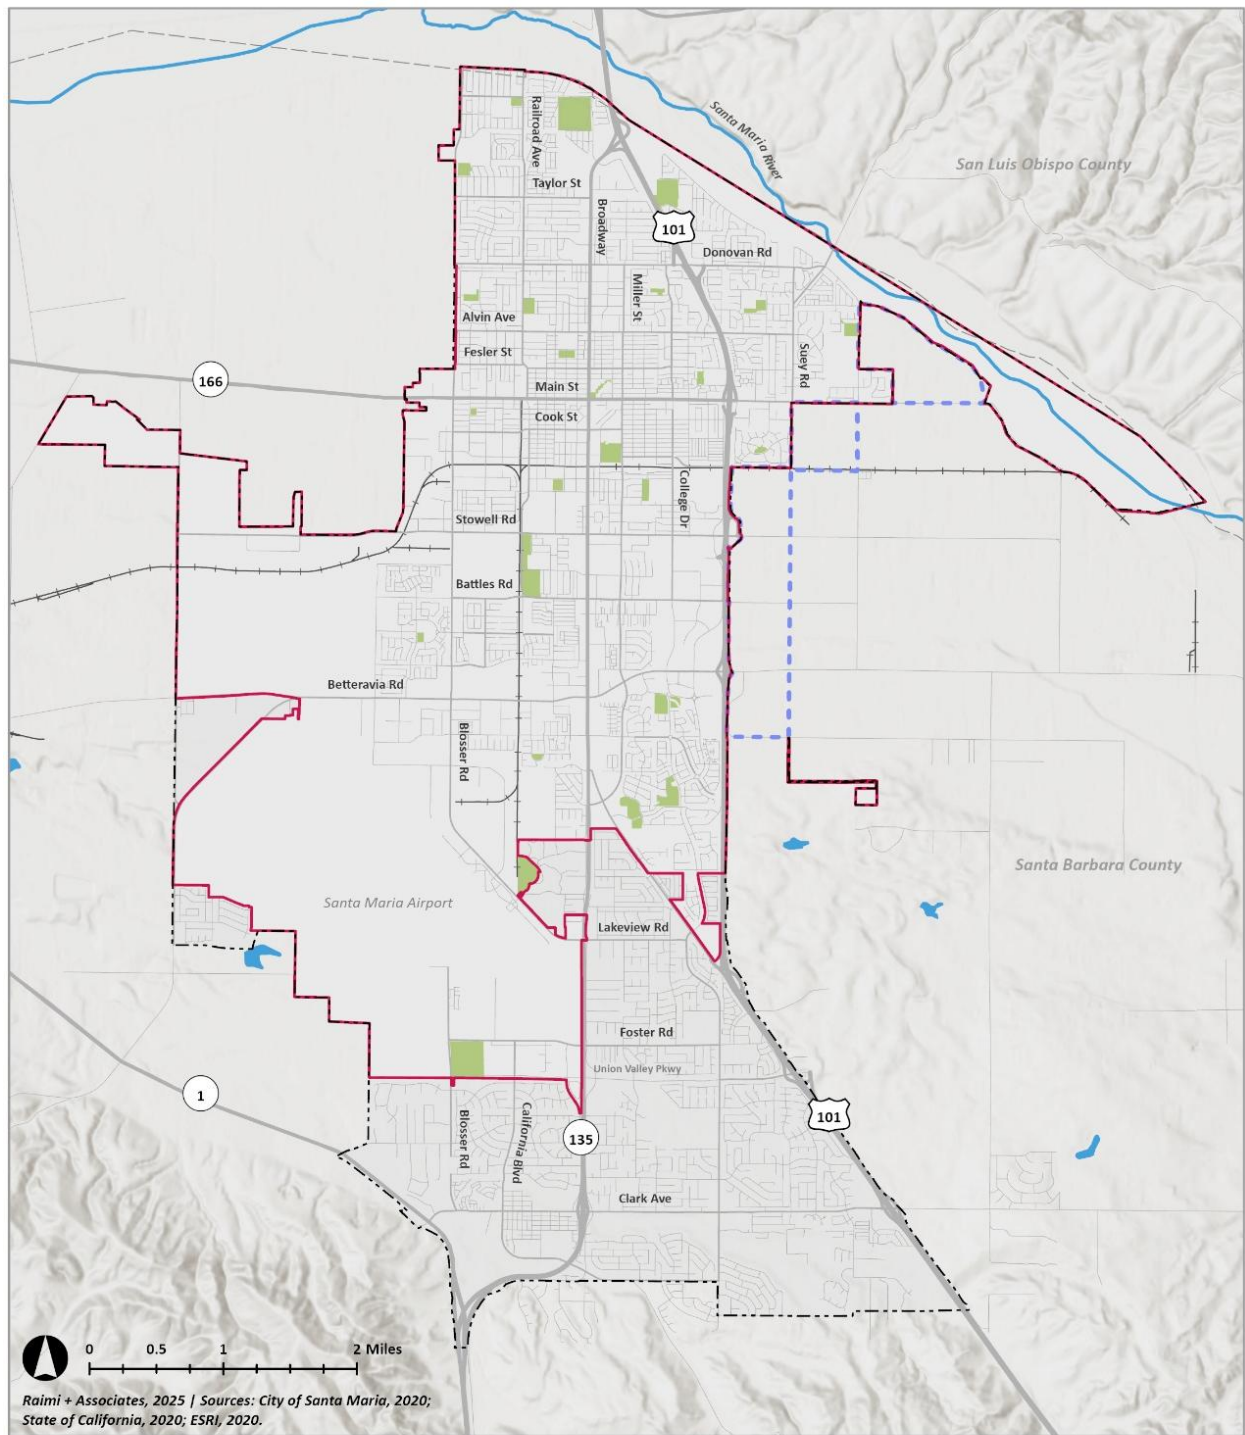 Santa Maria River
San Luis Obispo County
Railroad Ave
Taylor St
Broadway
101
Donovan Rd
Miller St
Alvin Ave
Fesler St
Suey Rd
166
Main St
Cook St
College Dr
Stowell Rd
Battles Rd
Betteravia Rd
Blosser Rd
Santa Barbara County
Santa Maria Airport
Lakeview Rd
Foster Rd
Union Valley Pkwy
1
101
135
Blosser Rd
California Blvd
Clark Ave
0 0.5 1 2 Miles
Raimi + Associates, 2025 | Sources: City of Santa Maria, 2020;
State of California, 2020; ESRI, 2020.